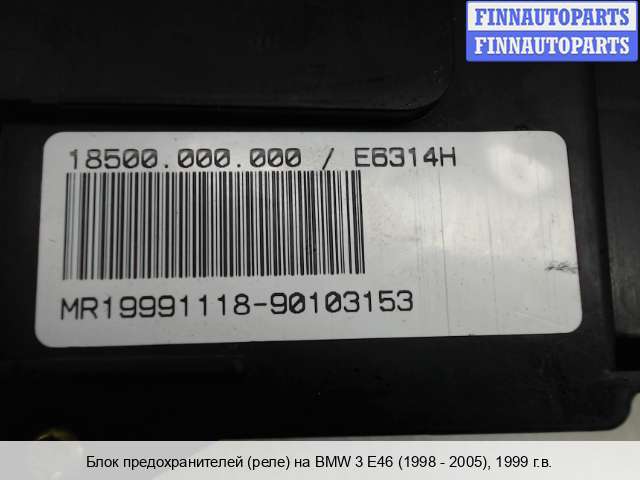 FINNAUTOPARTS
FINNAUTOPARTS
18500.000.000 / E6314H
MR19991118-90103153
Блок предохранителей (реле) на BMW 3 E46 (1998 - 2005), 1999 г.в.